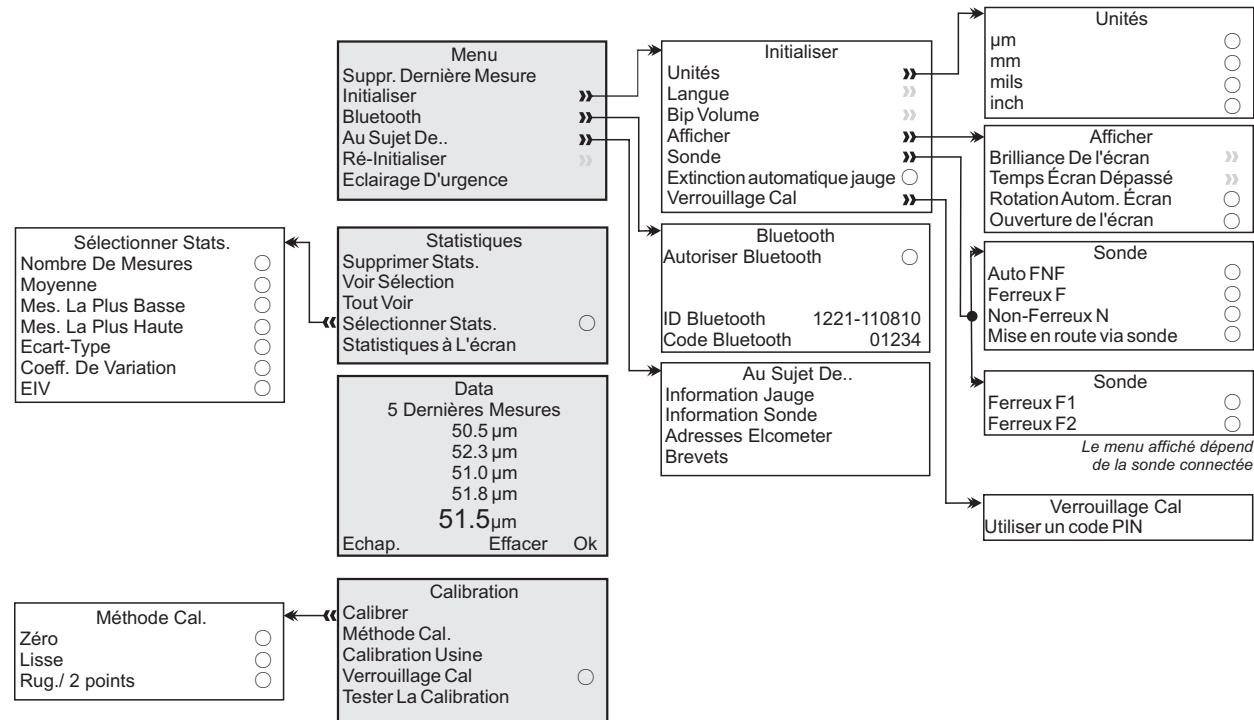 Menu
Suppr. Dernière Mesure
Initialiser
Bluetooth
Au Sujet De..
Ré-Initialiser
Eclairage D'urgence
Initialiser
Unités
Langue
Bip Volume
Afficher
Sonde
Extinction automatique jauge
Verrouillage Cal
Unités
µm
mm
mils
inch
Afficher
Brilliance De l'écran
Temps Écran Dépassé
Rotation Autom. Écran
Ouverture de l'écran
Sélectionner Stats.
Nombre De Mesures
Moyenne
Mes. La Plus Basse
Mes. La Plus Haute
Ecart-Type
Coeff. De Variation
EIV
Statistiques
Supprimer Stats.
Voir Sélection
Tout Voir
Sélectionner Stats.
Statistiques à L'écran
Bluetooth
Autoriser Bluetooth
ID Bluetooth 1221-110810
Code Bluetooth 01234
Sonde
Auto FNF
Ferreux F
Non-Ferreux N
Mise en route via sonde
Data
5 Dernières Mesures
50.5 µm
52.3 µm
51.0 µm
51.8 µm
51.5µm
Echap. Effacer Ok
Au Sujet De..
Information Jauge
Information Sonde
Adresses Elcometer
Brevets
Sonde
Ferreux F1
Ferreux F2
Le menu affiché dépend
de la sonde connectée
Verrouillage Cal
Utiliser un code PIN
Méthode Cal.
Zéro
Lisse
Rug./ 2 points
Calibration
Calibrer
Méthode Cal.
Calibration Usine
Verrouillage Cal
Tester La Calibration